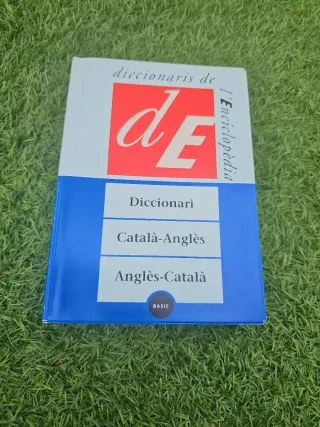 diccionaris de
l'Enciclopèdia
dE
Diccionari
Català-Anglès
Anglès-Català
BÀSIC